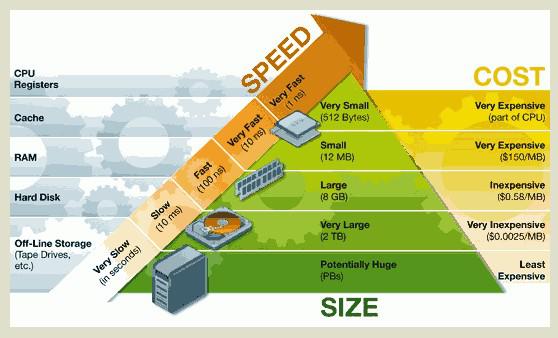 SPEED
COST
CPU
Registers
Very Fast
(1 ns)
Very Small
(512 Bytes)
Very Expensive
(part of CPU)
Cache
Very Fast
(10 ns)
Small
(12 MB)
Very Expensive
($150/MB)
RAM
Fast
(100 ns)
Large
(8 GB)
Inexpensive
($0.58/MB)
Hard Disk
Slow
(10 ms)
Very Large
(2 TB)
Very Inexpensive
($0.0025/MB)
Off-Line Storage
(Tape Drives,
etc.)
Very Slow
(in seconds)
Potentially Huge
(PBs)
Least
Expensive
SIZE